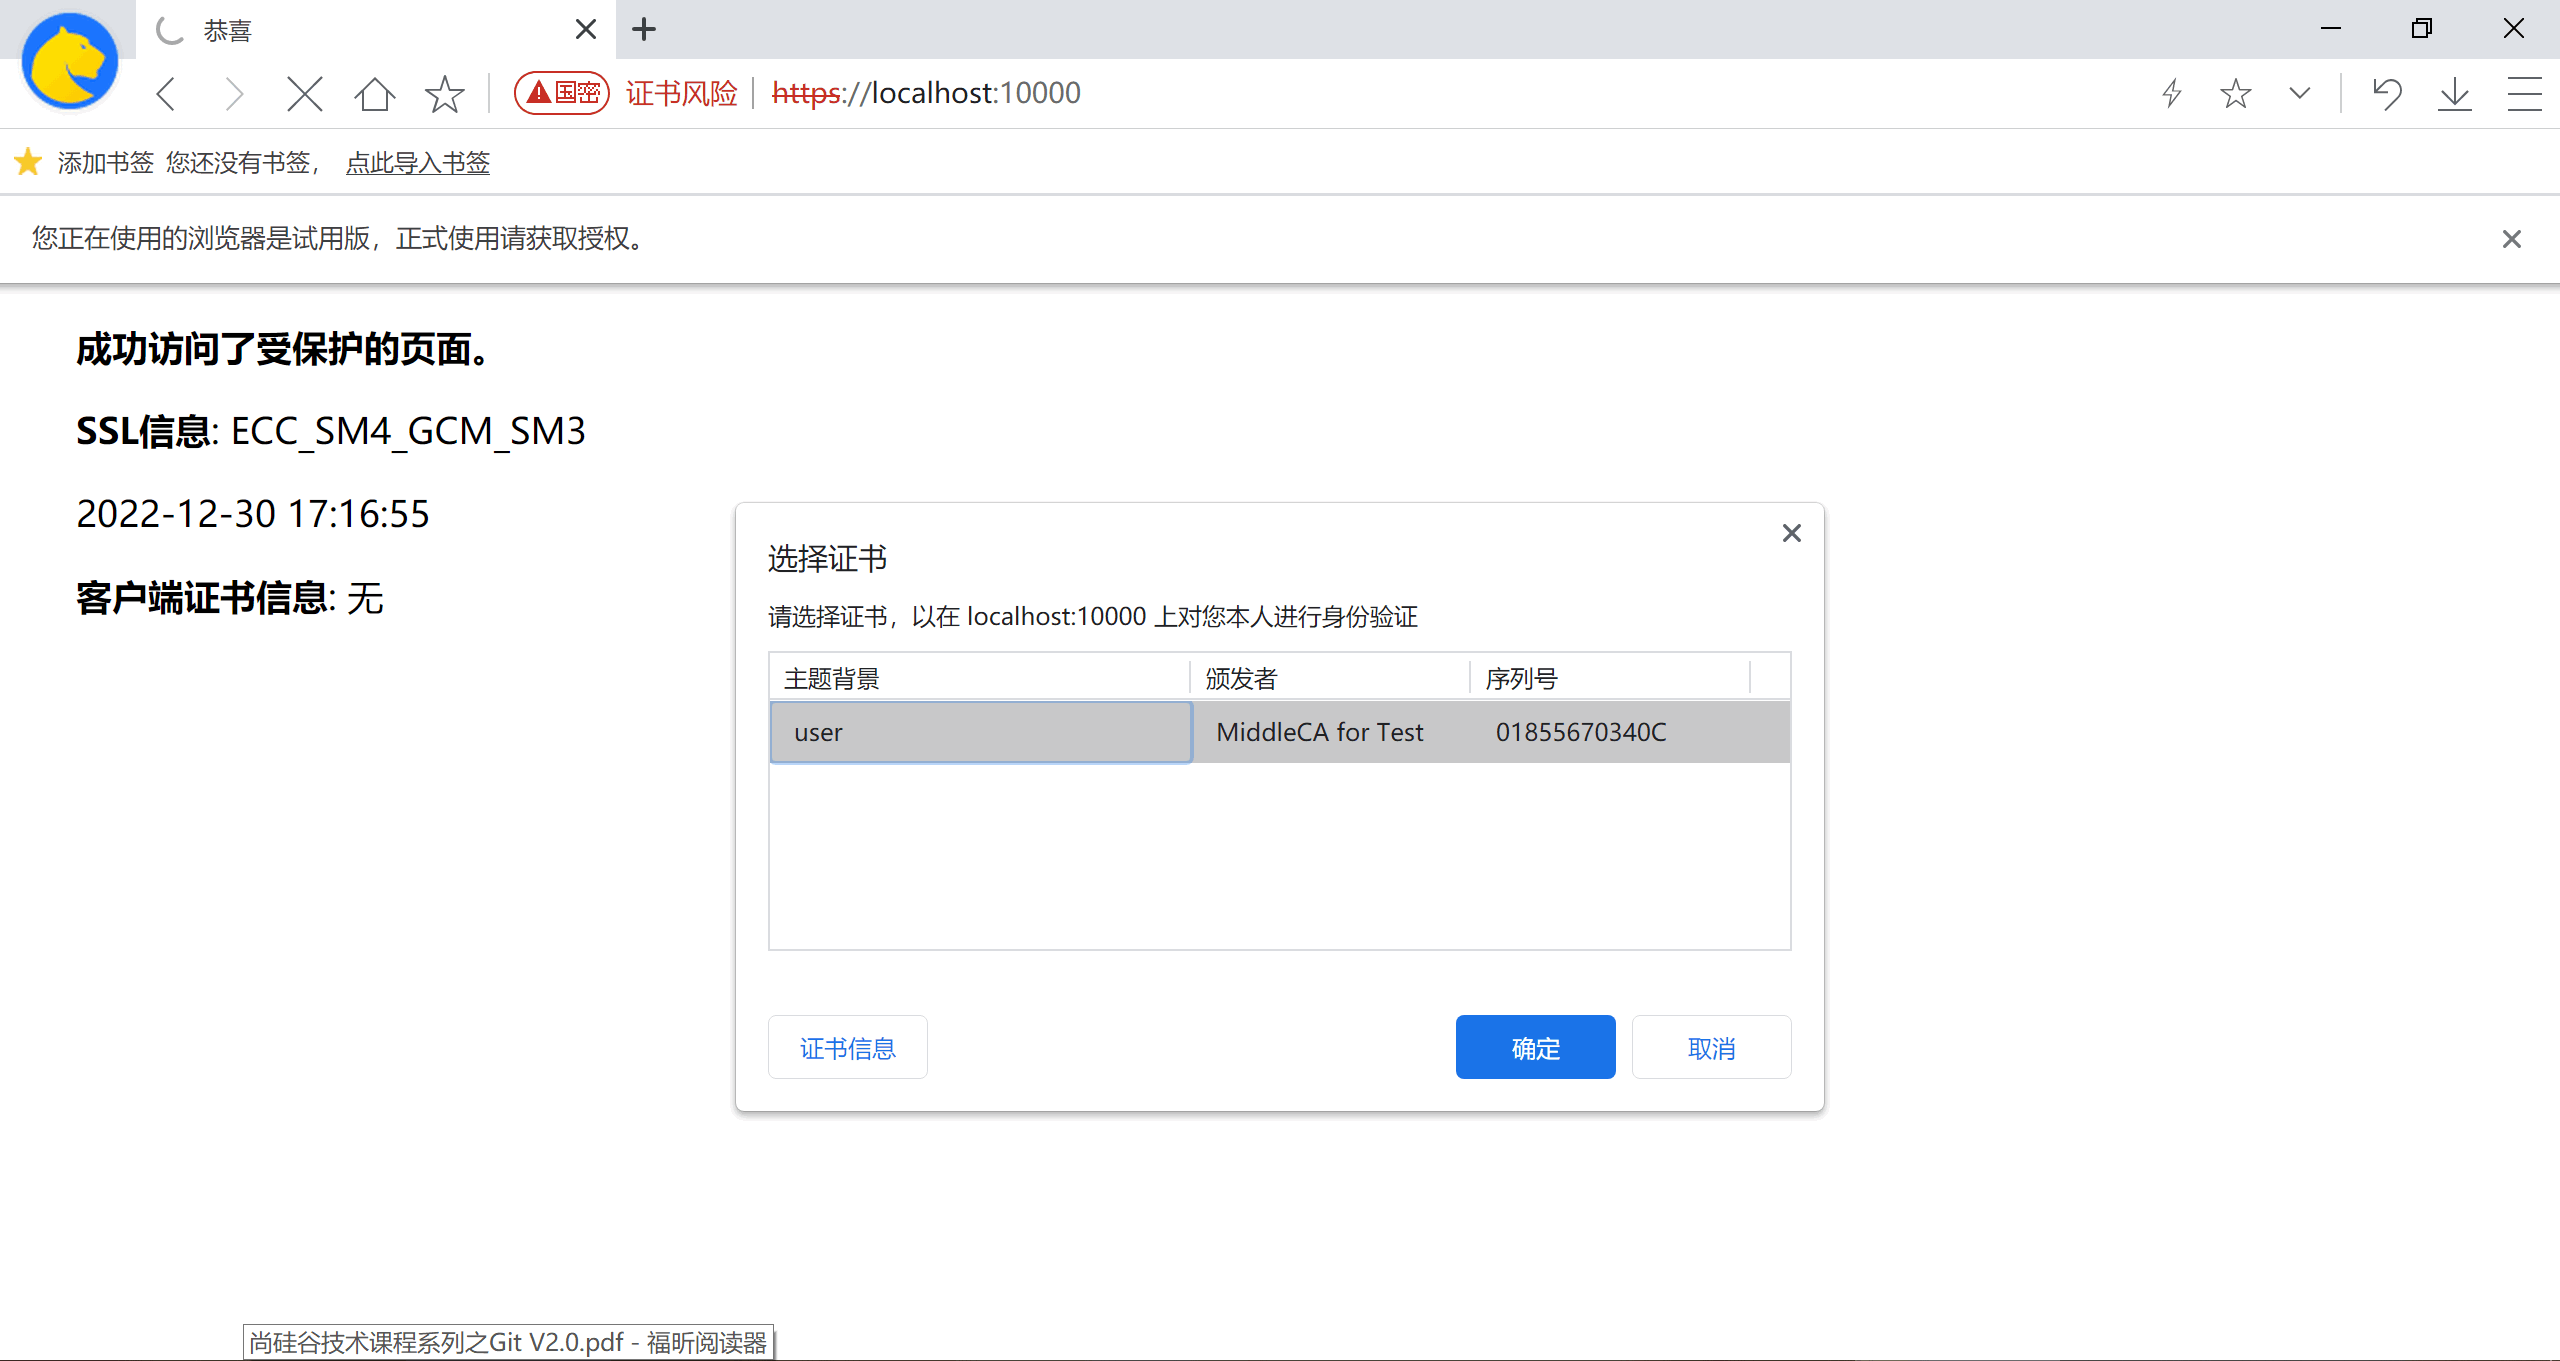 恭喜
国密 证书风险 https://localhost:10000
添加书签 您还没有书签， 点此导入书签
您正在使用的浏览器是试用版，正式使用请获取授权。
成功访问了受保护的页面。
SSL信息: ECC_SM4_GCM_SM3
2022-12-30 17:16:55
客户端证书信息: 无
选择证书
请选择证书，以在 localhost:10000 上对您本人进行身份验证
主题背景 颁发者 序列号
user MiddleCA for Test 01855670340C
证书信息 确定 取消
尚硅谷技术课程系列之Git V2.0.pdf - 福昕阅读器